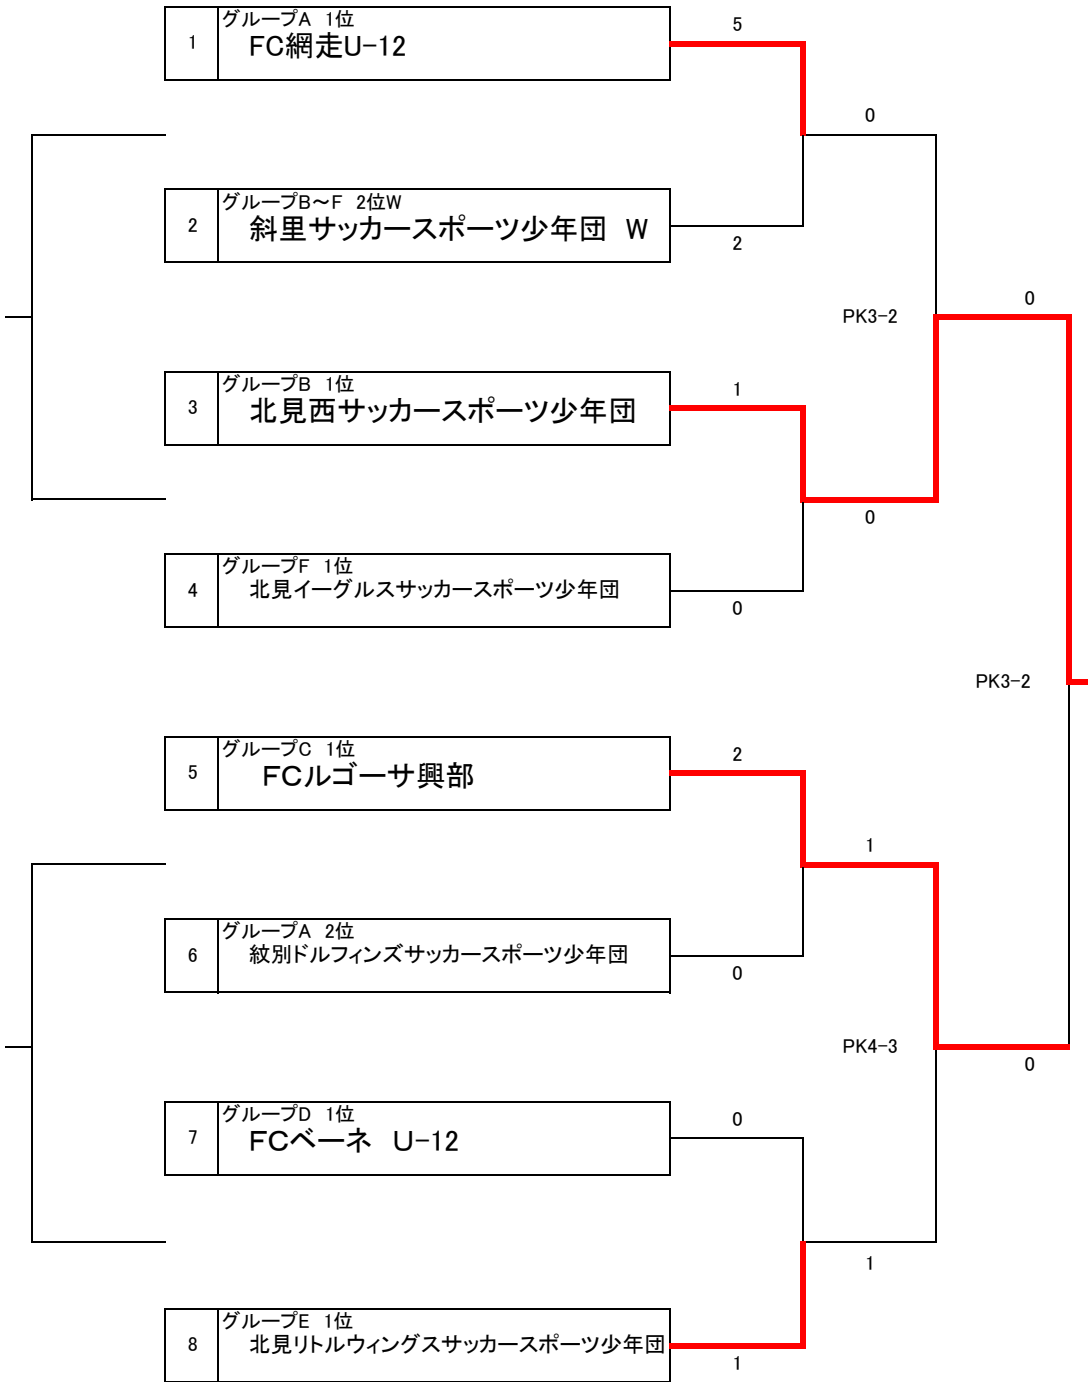 グループA 1位
5
1
FC網走U-12
0
グループB～F 2位W
2
斜里サッカースポーツ少年団 W
2
0
PK3-2
グループB 1位
1
3
北見西サッカースポーツ少年団
0
グループF 1位
4
北見イーグルスサッカースポーツ少年団
0
PK3-2
グループC 1位
2
5
FCルゴーサ興部
1
グループA 2位
6
紋別ドルフィンズサッカースポーツ少年団
0
PK4-3
0
グループD 1位
0
7
FCベーネ U-12
1
グループE 1位
8
北見リトルウィングスサッカースポーツ少年団
1